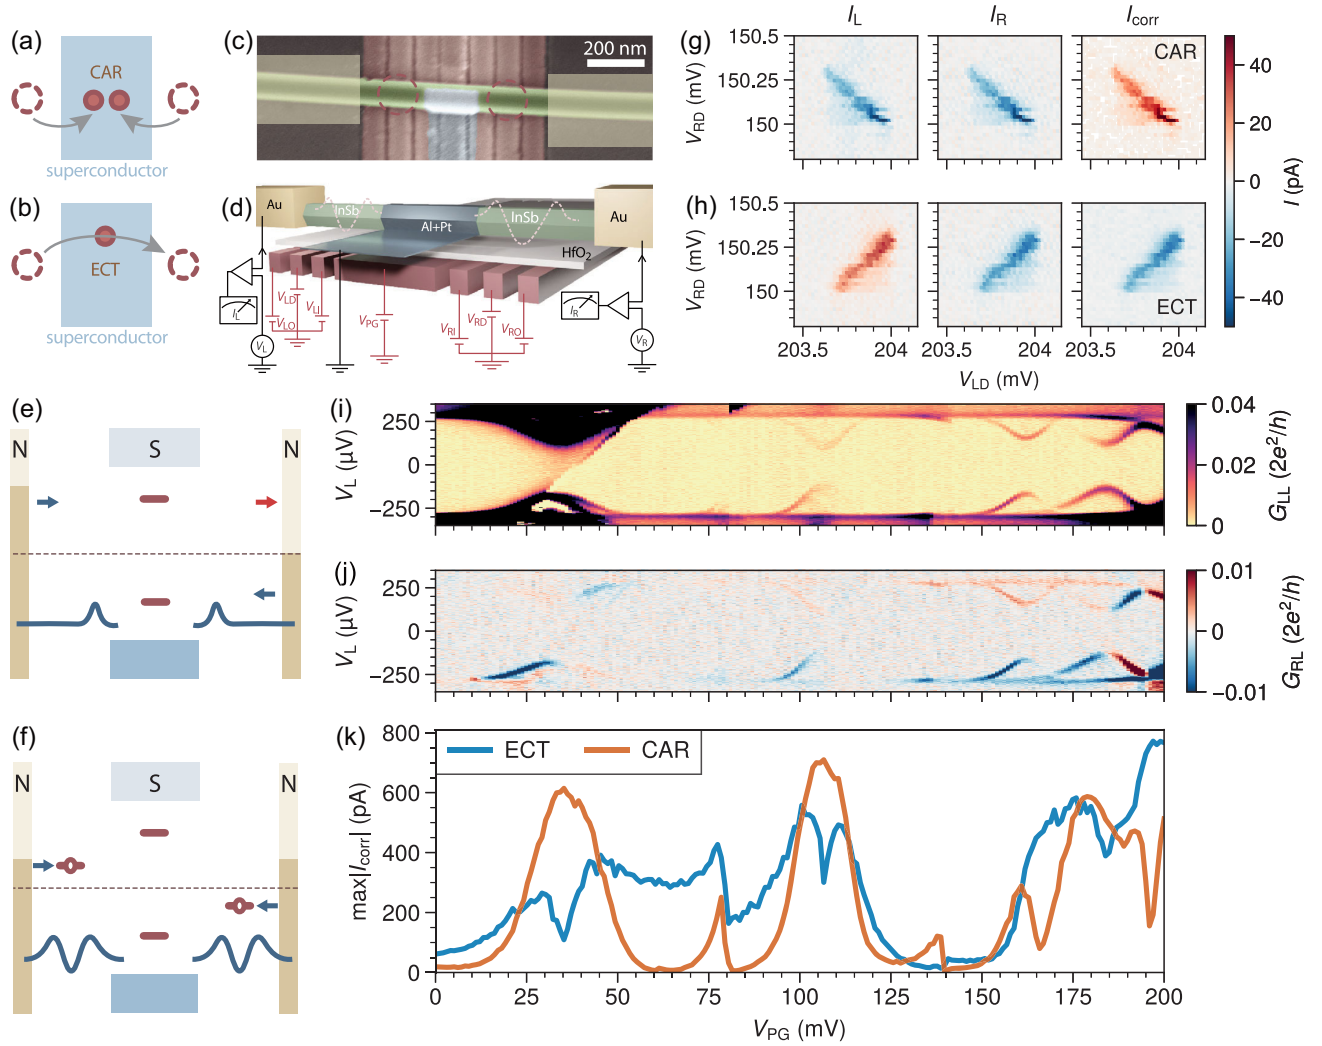 (a)
CAR
superconductor
(b)
ECT
superconductor
(c)
200 nm
(d)
Au
InSb
Al+Pt
InSb
Au
HfO2
IL
VLD
VLI
VLO
VL
VPG
VRI
VRD
VRO
IR
VR
IL
IR
Icorr
(g)
150.5
150.25
150
VRD (mV)
CAR
(h)
150.5
150.25
150
VRD (mV)
ECT
203.5
204
203.5
204
203.5
204
VLD (mV)
40
20
0
−20
−40
I (pA)
(e)
N
S
N
(f)
N
S
N
(i)
250
0
−250
VL (µV)
0.04
0.02
0
GLL (2e²/h)
(j)
250
0
−250
VL (µV)
0.01
0
−0.01
GRL (2e²/h)
(k)
ECT
CAR
800
600
400
200
0
max|Icorr| (pA)
0
25
50
75
100
125
150
175
200
VPG (mV)